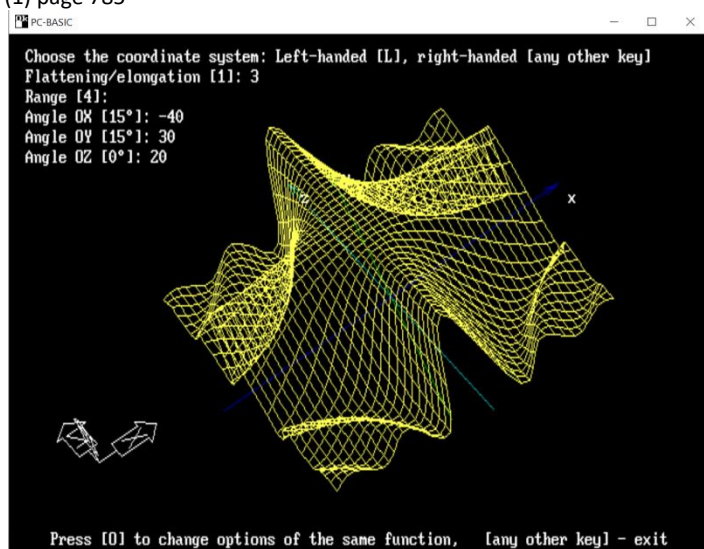 (1) page 785
PC-BASIC
Choose the coordinate system: Left-handed [L], right-handed [any other key]
Flattening/elongation [1]: 3
Range [4]:
Angle OX [15°]: -40
Angle OY [15°]: 30
Angle OZ [0°]: 20
Z
X
Press [O] to change options of the same function, [any other key] - exit